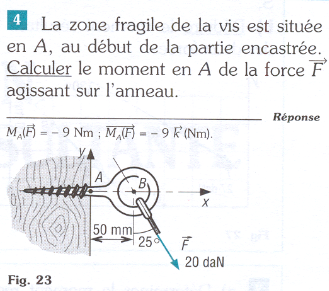 4 La zone fragile de la vis est située
en A, au début de la partie encastrée.
Calculer le moment en A de la force F⃗
agissant sur l'anneau.
Réponse
M_A(F⃗) = – 9 Nm ; M_A(F⃗) = – 9 k⃗ (Nm).
y
A
B
x
50 mm
25°
F⃗
20 daN
Fig. 23